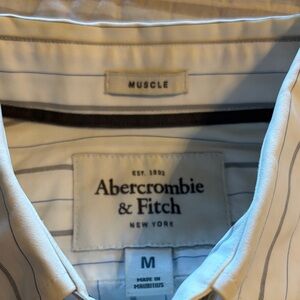 MUSCLE
EST. 1892
Abercrombie
& Fitch
NEW YORK
M
MADE IN
MAURITIUS